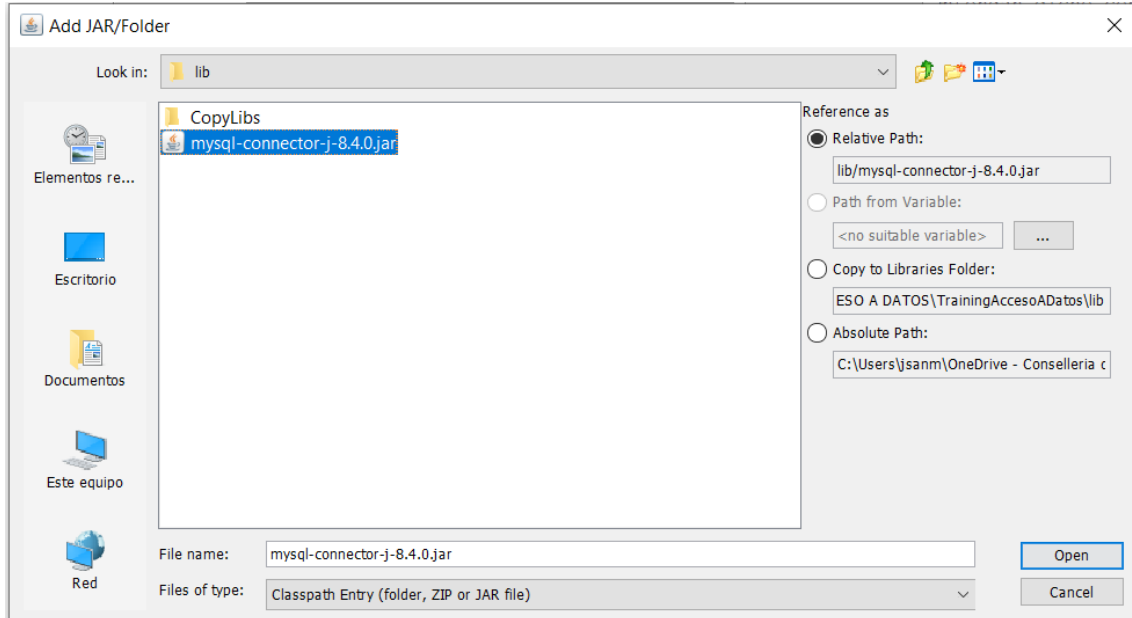 Add JAR/Folder
Look in:
lib
Elementos re...
Escritorio
Documentos
Este equipo
Red
CopyLibs
mysql-connector-j-8.4.0.jar
Reference as
Relative Path:
lib/mysql-connector-j-8.4.0.jar
Path from Variable:
<no suitable variable>
...
Copy to Libraries Folder:
ESO A DATOS\TrainingAccesoADatos\lib
Absolute Path:
C:\Users\jsanm\OneDrive - Conselleria
File name:
mysql-connector-j-8.4.0.jar
Open
Files of type:
Classpath Entry (folder, ZIP or JAR file)
Cancel